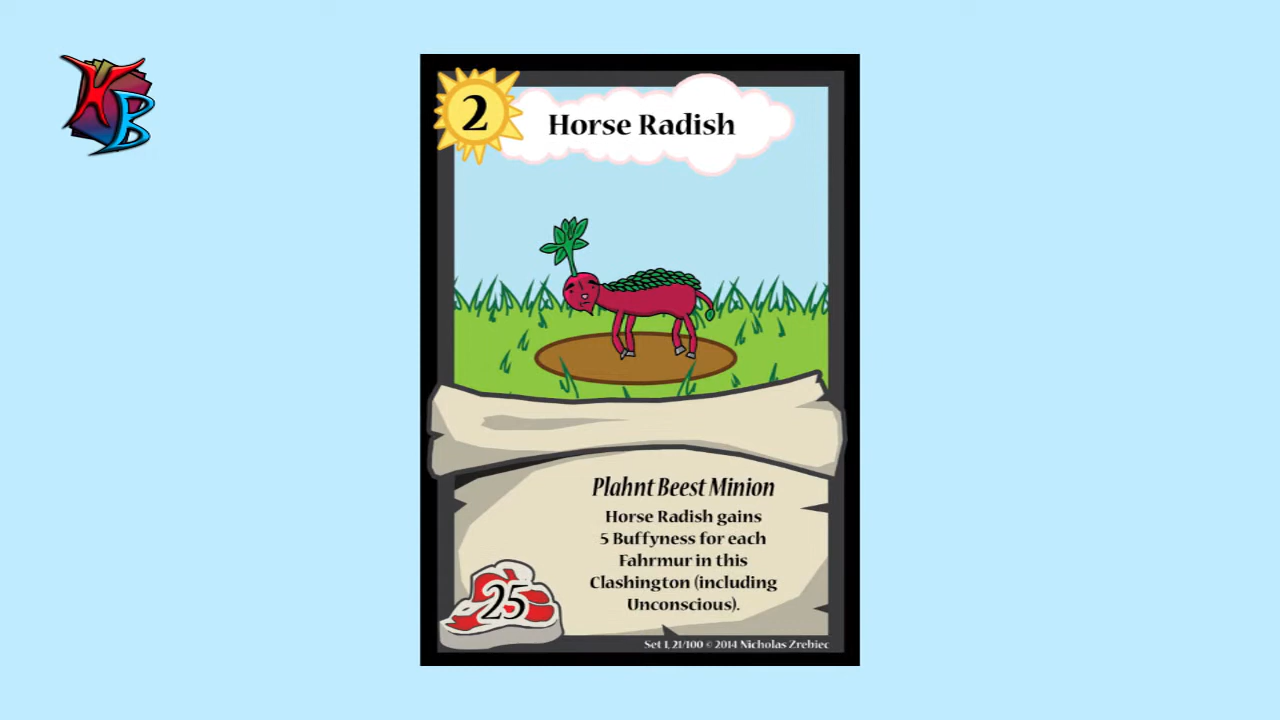 KB
2
Horse Radish
Plahnt Beest Minion
Horse Radish gains
5 Buffyness for each
Fahrmur in this
Clashington (including
Unconscious).
25
Set 1, 21/100 © 2014 Nicholas Zrebiec